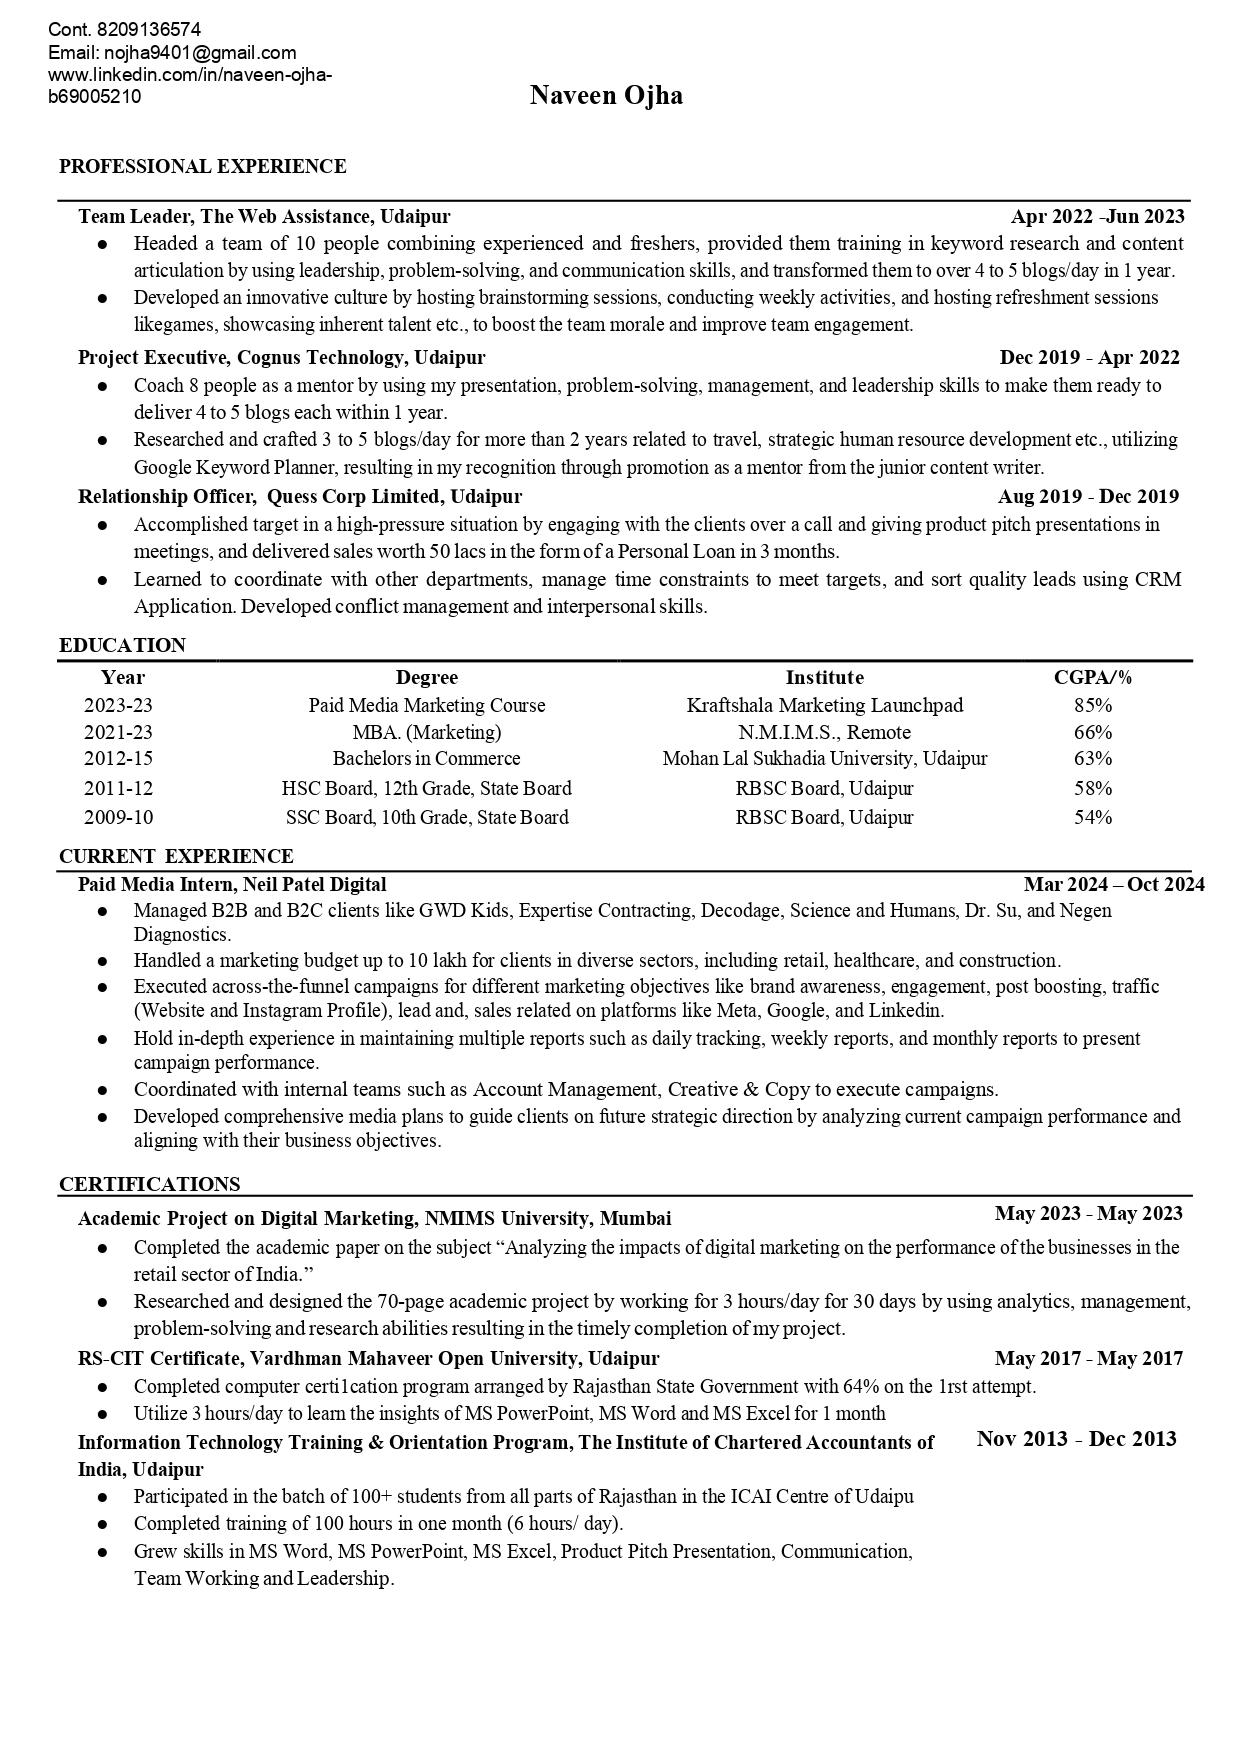 Cont. 8209136574
Email: nojha9401@gmail.com
www.linkedin.com/in/naveen-ojha-
b69005210
Naveen Ojha
PROFESSIONAL EXPERIENCE
Team Leader, The Web Assistance, Udaipur Apr 2022 -Jun 2023
● Headed a team of 10 people combining experienced and freshers, provided them training in keyword research and content
articulation by using leadership, problem-solving, and communication skills, and transformed them to over 4 to 5 blogs/day in 1 year.
● Developed an innovative culture by hosting brainstorming sessions, conducting weekly activities, and hosting refreshment sessions
likegames, showcasing inherent talent etc., to boost the team morale and improve team engagement.
Project Executive, Cognus Technology, Udaipur Dec 2019 - Apr 2022
● Coach 8 people as a mentor by using my presentation, problem-solving, management, and leadership skills to make them ready to
deliver 4 to 5 blogs each within 1 year.
● Researched and crafted 3 to 5 blogs/day for more than 2 years related to travel, strategic human resource development etc., utilizing
Google Keyword Planner, resulting in my recognition through promotion as a mentor from the junior content writer.
Relationship Officer, Quess Corp Limited, Udaipur Aug 2019 - Dec 2019
● Accomplished target in a high-pressure situation by engaging with the clients over a call and giving product pitch presentations in
meetings, and delivered sales worth 50 lacs in the form of a Personal Loan in 3 months.
● Learned to coordinate with other departments, manage time constraints to meet targets, and sort quality leads using CRM
Application. Developed conflict management and interpersonal skills.
EDUCATION
Year Degree Institute CGPA/%
2023-23 Paid Media Marketing Course Kraftshala Marketing Launchpad 85%
2021-23 MBA. (Marketing) N.M.I.M.S., Remote 66%
2012-15 Bachelors in Commerce Mohan Lal Sukhadia University, Udaipur 63%
2011-12 HSC Board, 12th Grade, State Board RBSC Board, Udaipur 58%
2009-10 SSC Board, 10th Grade, State Board RBSC Board, Udaipur 54%
CURRENT EXPERIENCE
Paid Media Intern, Neil Patel Digital Mar 2024 – Oct 2024
● Managed B2B and B2C clients like GWD Kids, Expertise Contracting, Decodage, Science and Humans, Dr. Su, and Negen
Diagnostics.
● Handled a marketing budget up to 10 lakh for clients in diverse sectors, including retail, healthcare, and construction.
● Executed across-the-funnel campaigns for different marketing objectives like brand awareness, engagement, post boosting, traffic
(Website and Instagram Profile), lead and, sales related on platforms like Meta, Google, and Linkedin.
● Hold in-depth experience in maintaining multiple reports such as daily tracking, weekly reports, and monthly reports to present
campaign performance.
● Coordinated with internal teams such as Account Management, Creative & Copy to execute campaigns.
● Developed comprehensive media plans to guide clients on future strategic direction by analyzing current campaign performance and
aligning with their business objectives.
CERTIFICATIONS
Academic Project on Digital Marketing, NMIMS University, Mumbai May 2023 - May 2023
● Completed the academic paper on the subject “Analyzing the impacts of digital marketing on the performance of the businesses in the
retail sector of India.”
● Researched and designed the 70-page academic project by working for 3 hours/day for 30 days by using analytics, management,
problem-solving and research abilities resulting in the timely completion of my project.
RS-CIT Certificate, Vardhman Mahaveer Open University, Udaipur May 2017 - May 2017
● Completed computer certi1cation program arranged by Rajasthan State Government with 64% on the 1rst attempt.
● Utilize 3 hours/day to learn the insights of MS PowerPoint, MS Word and MS Excel for 1 month
Information Technology Training & Orientation Program, The Institute of Chartered Accountants of Nov 2013 - Dec 2013
India, Udaipur
● Participated in the batch of 100+ students from all parts of Rajasthan in the ICAI Centre of Udaipu
● Completed training of 100 hours in one month (6 hours/ day).
● Grew skills in MS Word, MS PowerPoint, MS Excel, Product Pitch Presentation, Communication,
Team Working and Leadership.